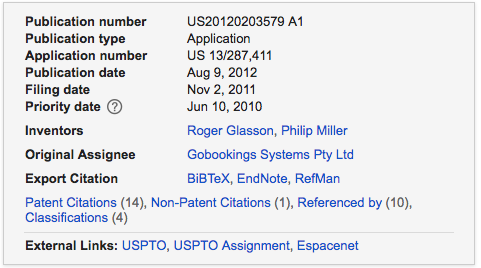 Publication number US20120203579 A1
Publication type Application
Application number US 13/287,411
Publication date Aug 9, 2012
Filing date Nov 2, 2011
Priority date ? Jun 10, 2010
Inventors Roger Glasson, Philip Miller
Original Assignee Gobookings Systems Pty Ltd
Export Citation BiBTeX, EndNote, RefMan
Patent Citations (14), Non-Patent Citations (1), Referenced by (10),
Classifications (4)
External Links: USPTO, USPTO Assignment, Espacenet